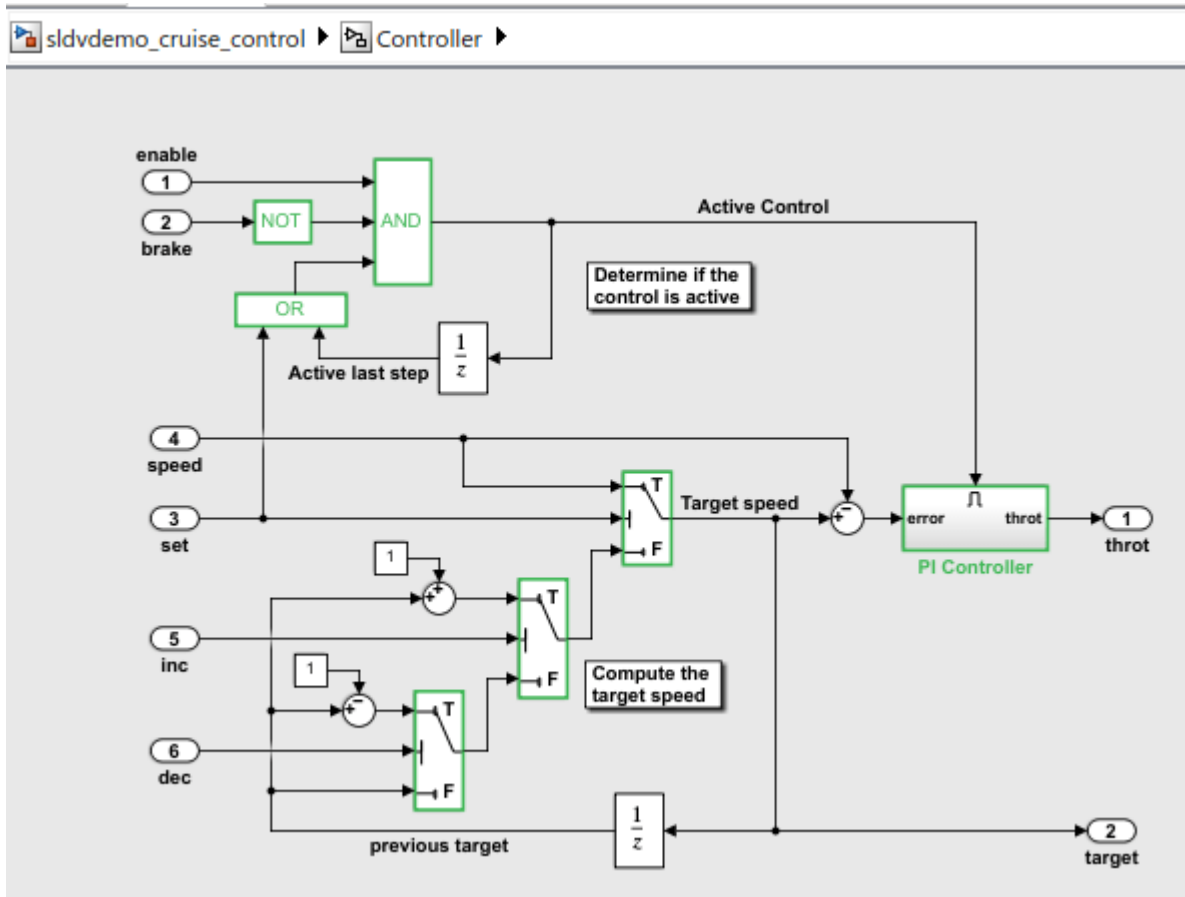 sldvdemo_cruise_control Controller
enable
1
2
brake
NOT
AND
OR
Active Control
Determine if the
control is active
1
z
Active last step
4
speed
3
set
T
F
Target speed
+ −
error throt
PI Controller
1
throt
1
+ +
T
F
5
inc
Compute the
target speed
1
+ −
T
F
6
dec
1
z
previous target
2
target